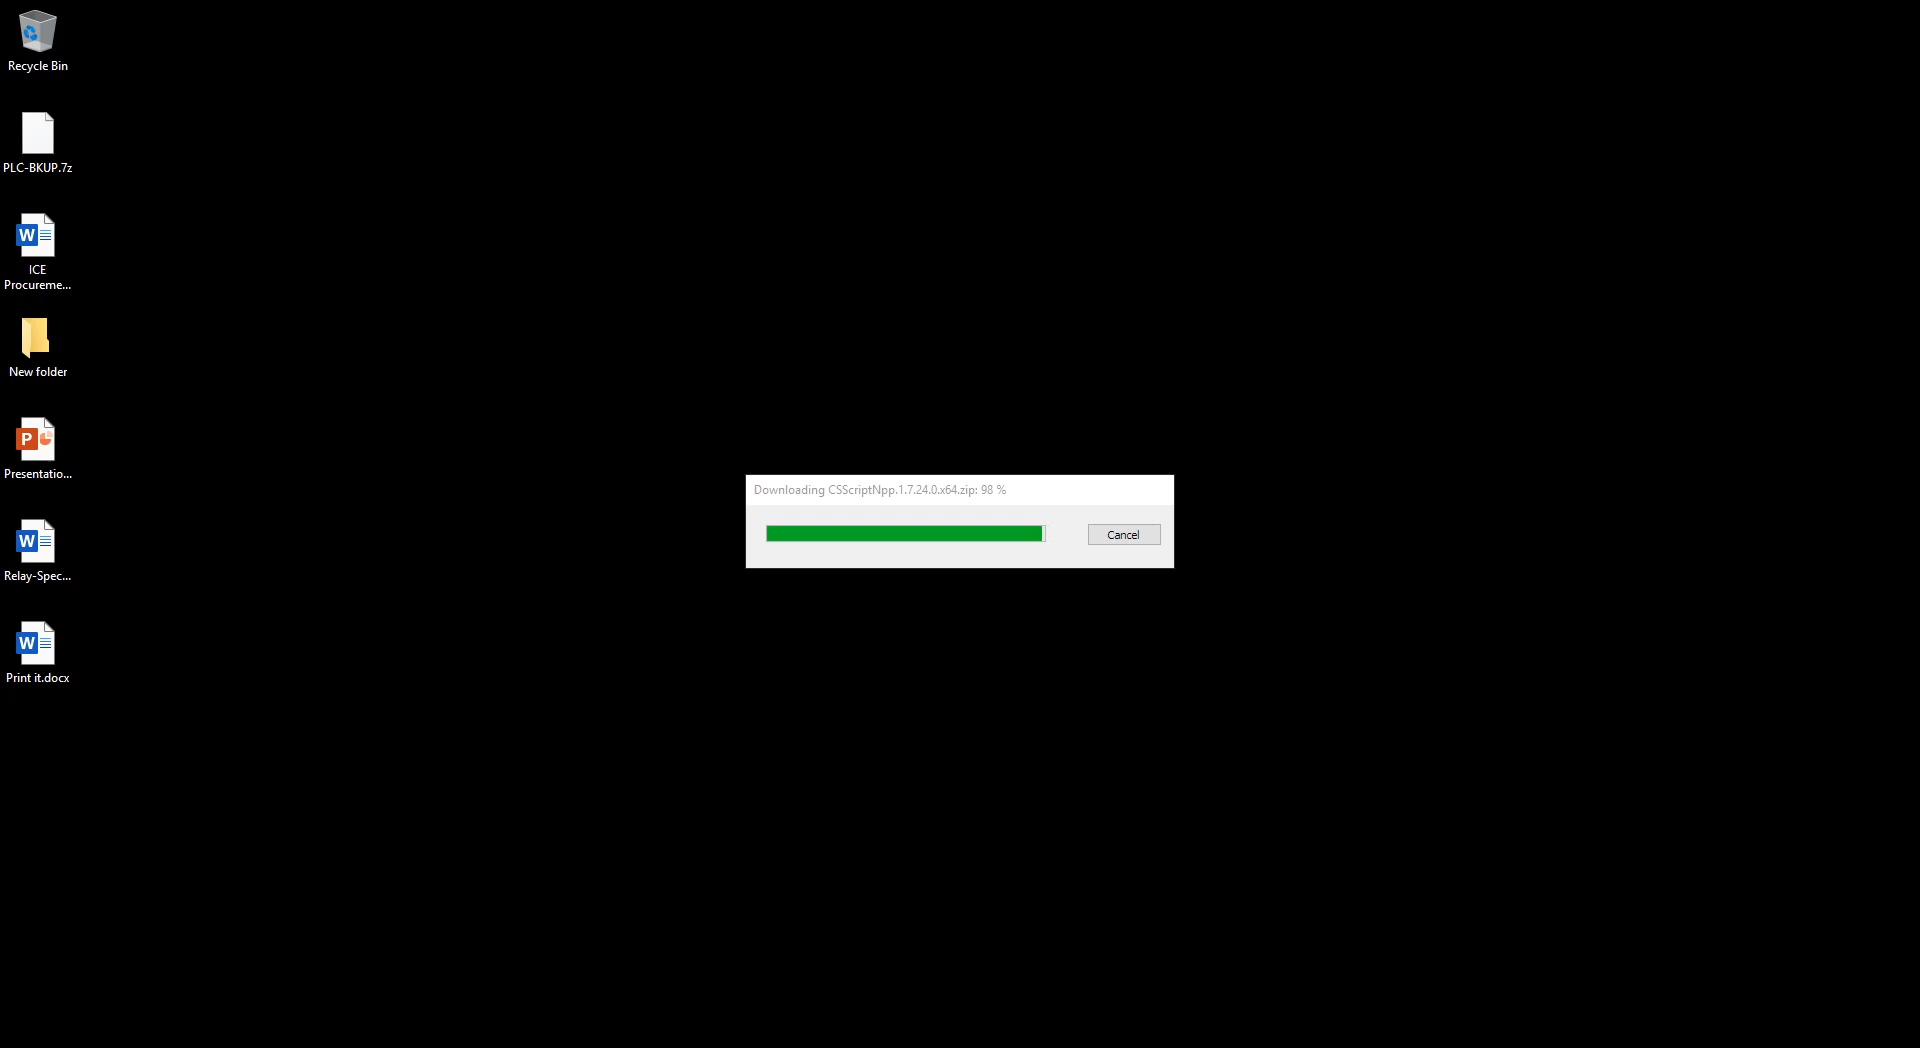 Recycle Bin
PLC-BKUP.7z
ICE
Procureme...
New folder
Presentatio...
Relay-Spec...
Print it.docx
Downloading CSScriptNpp.1.7.24.0.x64.zip: 98 %
Cancel